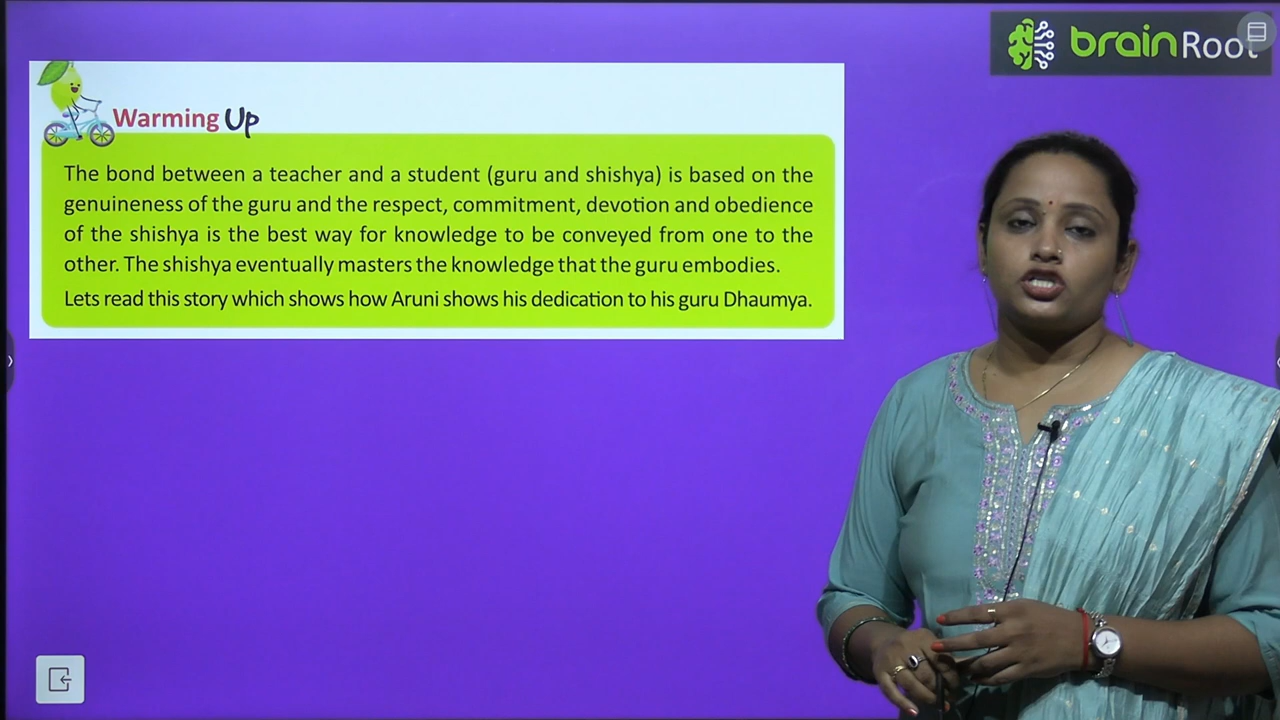 brainRoot
Warming Up
The bond between a teacher and a student (guru and shishya) is based on the
genuineness of the guru and the respect, commitment, devotion and obedience
of the shishya is the best way for knowledge to be conveyed from one to the
other. The shishya eventually masters the knowledge that the guru embodies.
Lets read this story which shows how Aruni shows his dedication to his guru Dhaumya.